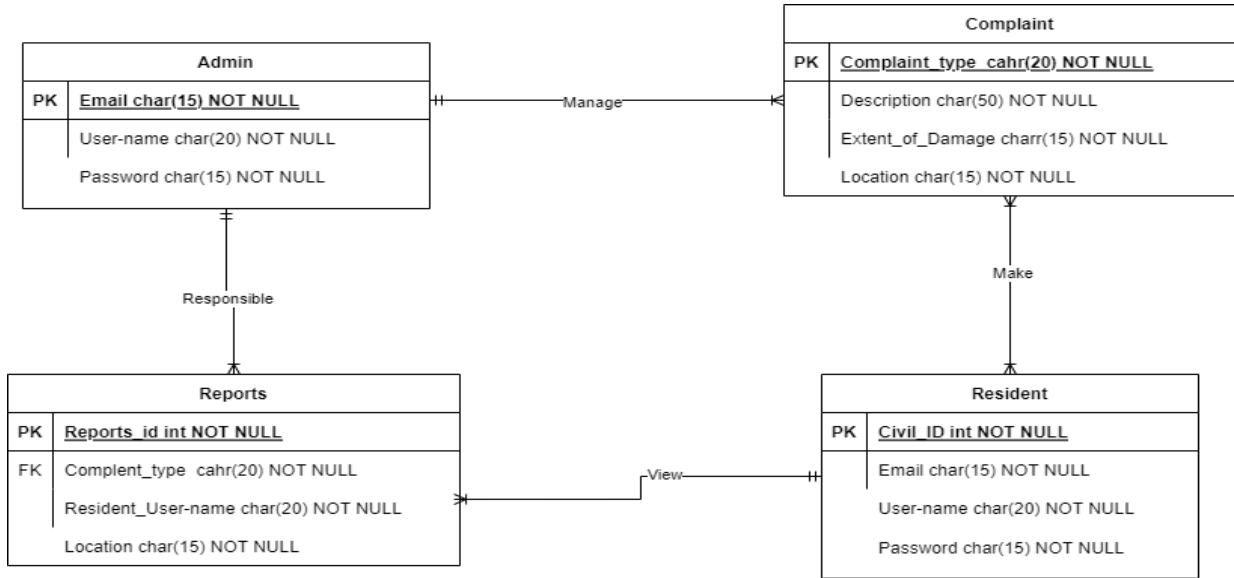 Admin
PK Email char(15) NOT NULL
User-name char(20) NOT NULL
Password char(15) NOT NULL
Manage
Complaint
PK Complaint_type cahr(20) NOT NULL
Description char(50) NOT NULL
Extent_of_Damage charr(15) NOT NULL
Location char(15) NOT NULL
Responsible
Make
Reports
PK Reports_id int NOT NULL
FK Complent_type cahr(20) NOT NULL
Resident_User-name char(20) NOT NULL
Location char(15) NOT NULL
View
Resident
PK Civil_ID int NOT NULL
Email char(15) NOT NULL
User-name char(20) NOT NULL
Password char(15) NOT NULL